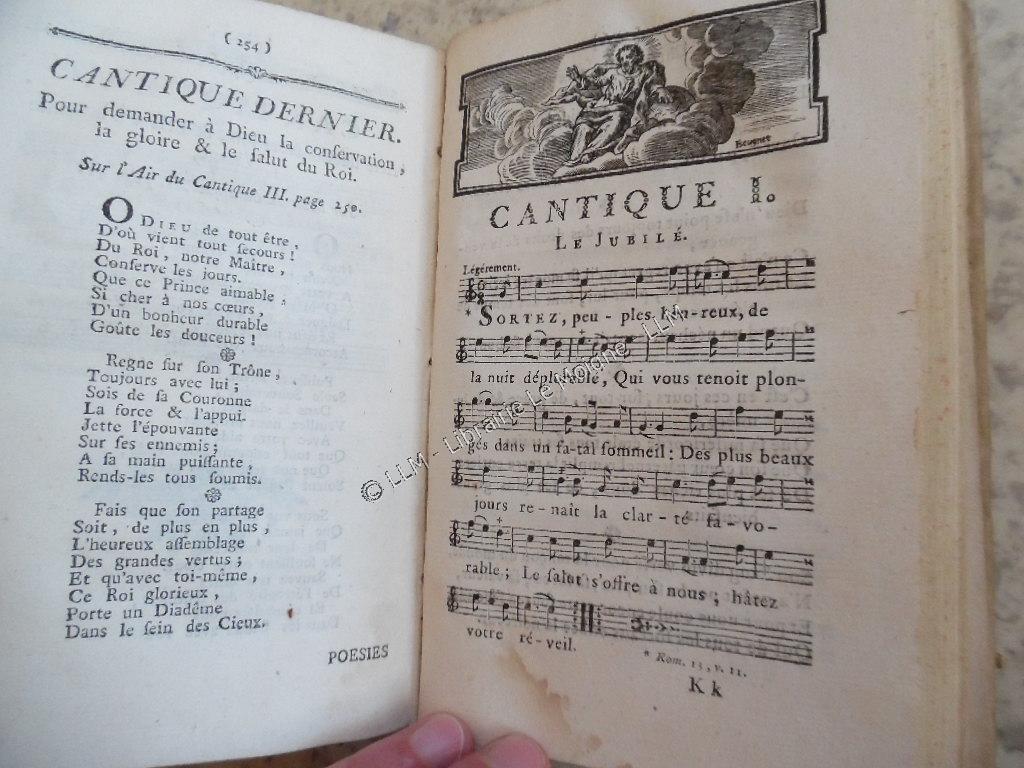 ( 254 )
CANTIQUE DERNIER.
Pour demander à Dieu la conſervation,
la gloire & le ſalut du Roi.
Sur l'Air du Cantique III. page 250.
O DIEU de tout être,
D'où vient tout ſecours !
Du Roi, notre Maître,
Conſerve les jours.
Que ce Prince aimable,
Si cher à nos cœurs,
D'un bonheur durable
Goûte les douceurs !
Regne ſur ſon Trône,
Toujours avec lui ;
Sois de ſa Couronne
La force & l'appui.
Jette l'épouvante
Sur ſes ennemis ;
A ſa main puiſſante,
Rends-les tous ſoumis.
Fais que ſon partage
Soit, de plus en plus,
L'heureux aſſemblage
Des grandes vertus ;
Et qu'avec toi-même,
Ce Roi glorieux,
Porte un Diadême
Dans le ſein des Cieux.
POESIES
Beugnet
CANTIQUE I.
LE JUBILÉ.
Légérement.
* SORTEZ, peu - ples heu-reux, de
la nuit déplorable, Qui vous tenoit plon-
gés dans un fa-tal ſommeil : Des plus beaux
jours re - naît la clar - té fa - vo -
rable ; Le ſalut s'offre à nous ; hâtez
votre ré-veil.
* Rom. 13, v. 11.
K k
© LLM - Librairie Le Moigne - LLM